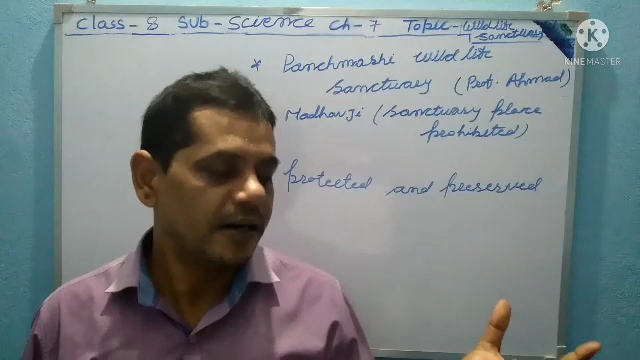 Class - 8 Sub - Science Ch - 7 Topic - Wildlife
Sanctuary
* Panchmashi Wildlife
Sanctuary (Prof. Ahmad)
Madhavji (Sanctuary place
prohibited)
protected and preserved
KINEMASTER